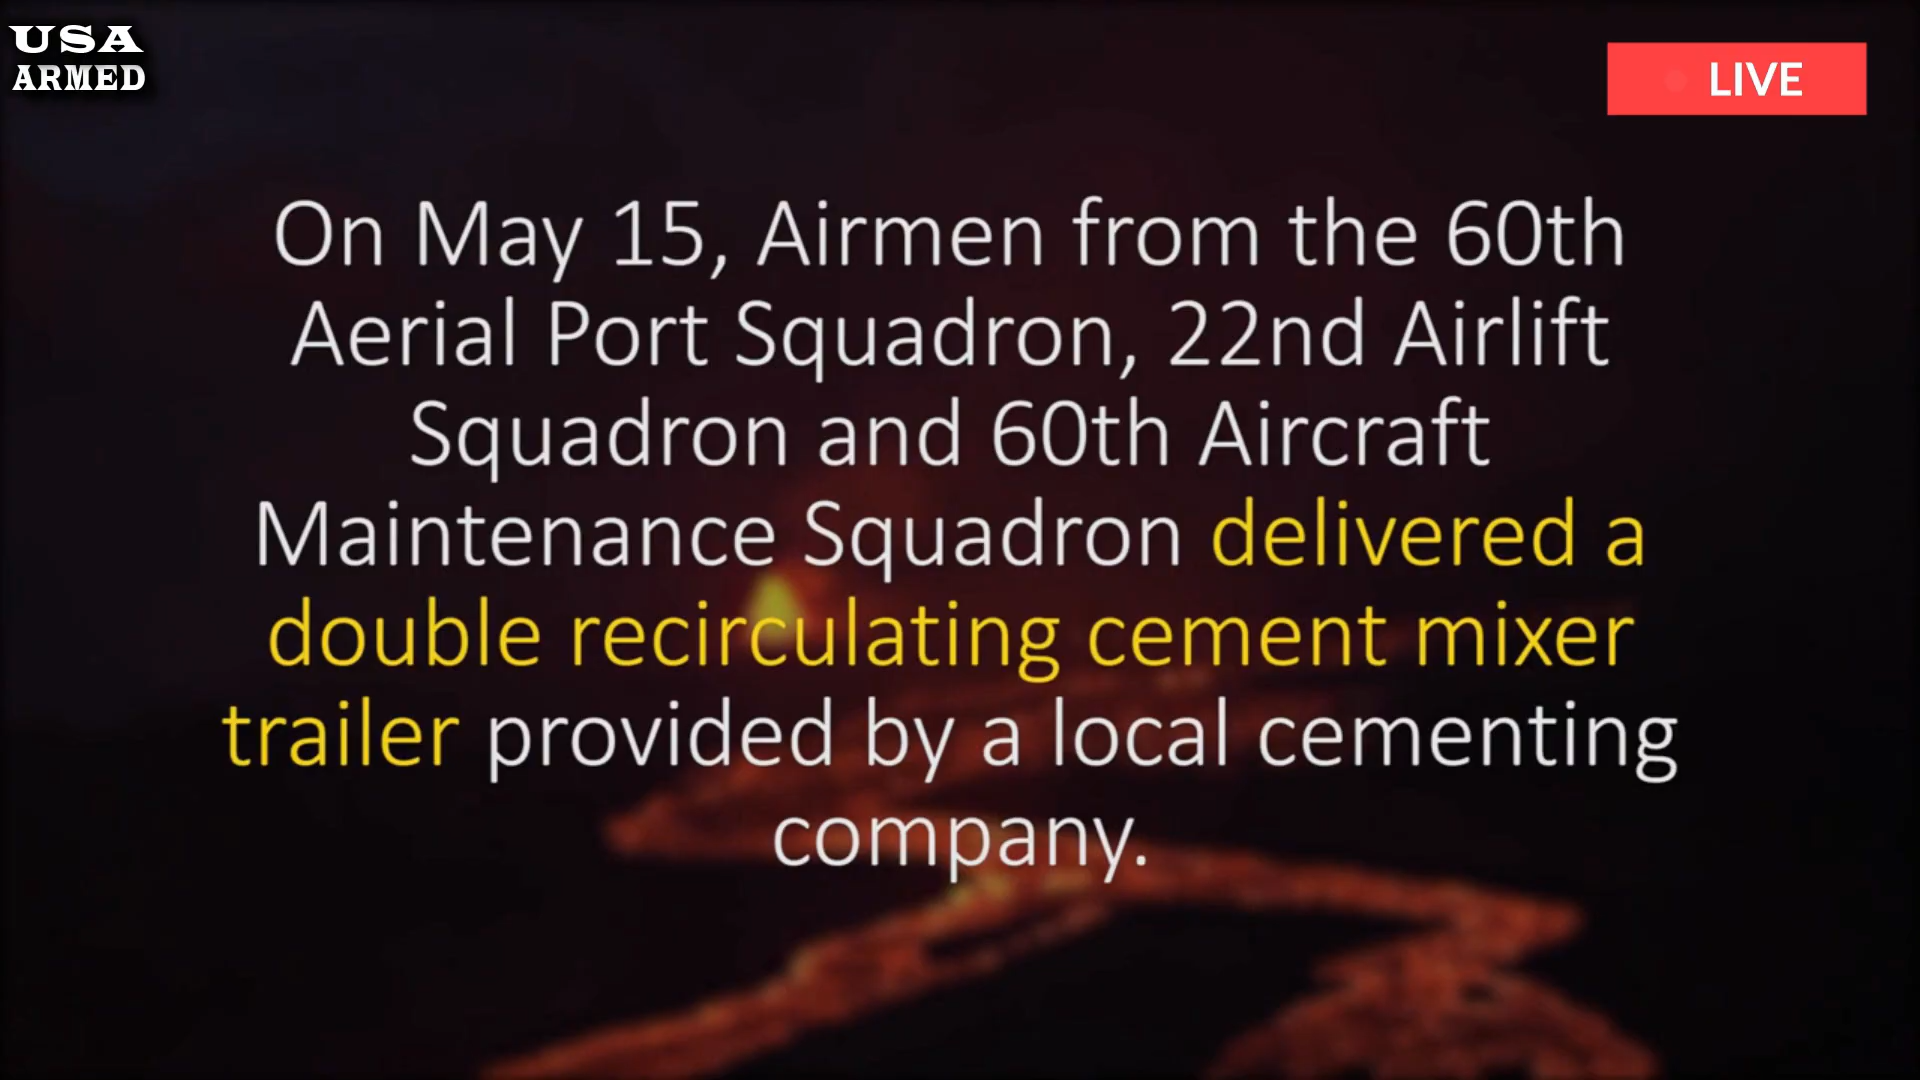 USA
ARMED
LIVE
On May 15, Airmen from the 60th
Aerial Port Squadron, 22nd Airlift
Squadron and 60th Aircraft
Maintenance Squadron delivered a
double recirculating cement mixer
trailer provided by a local cementing
company.